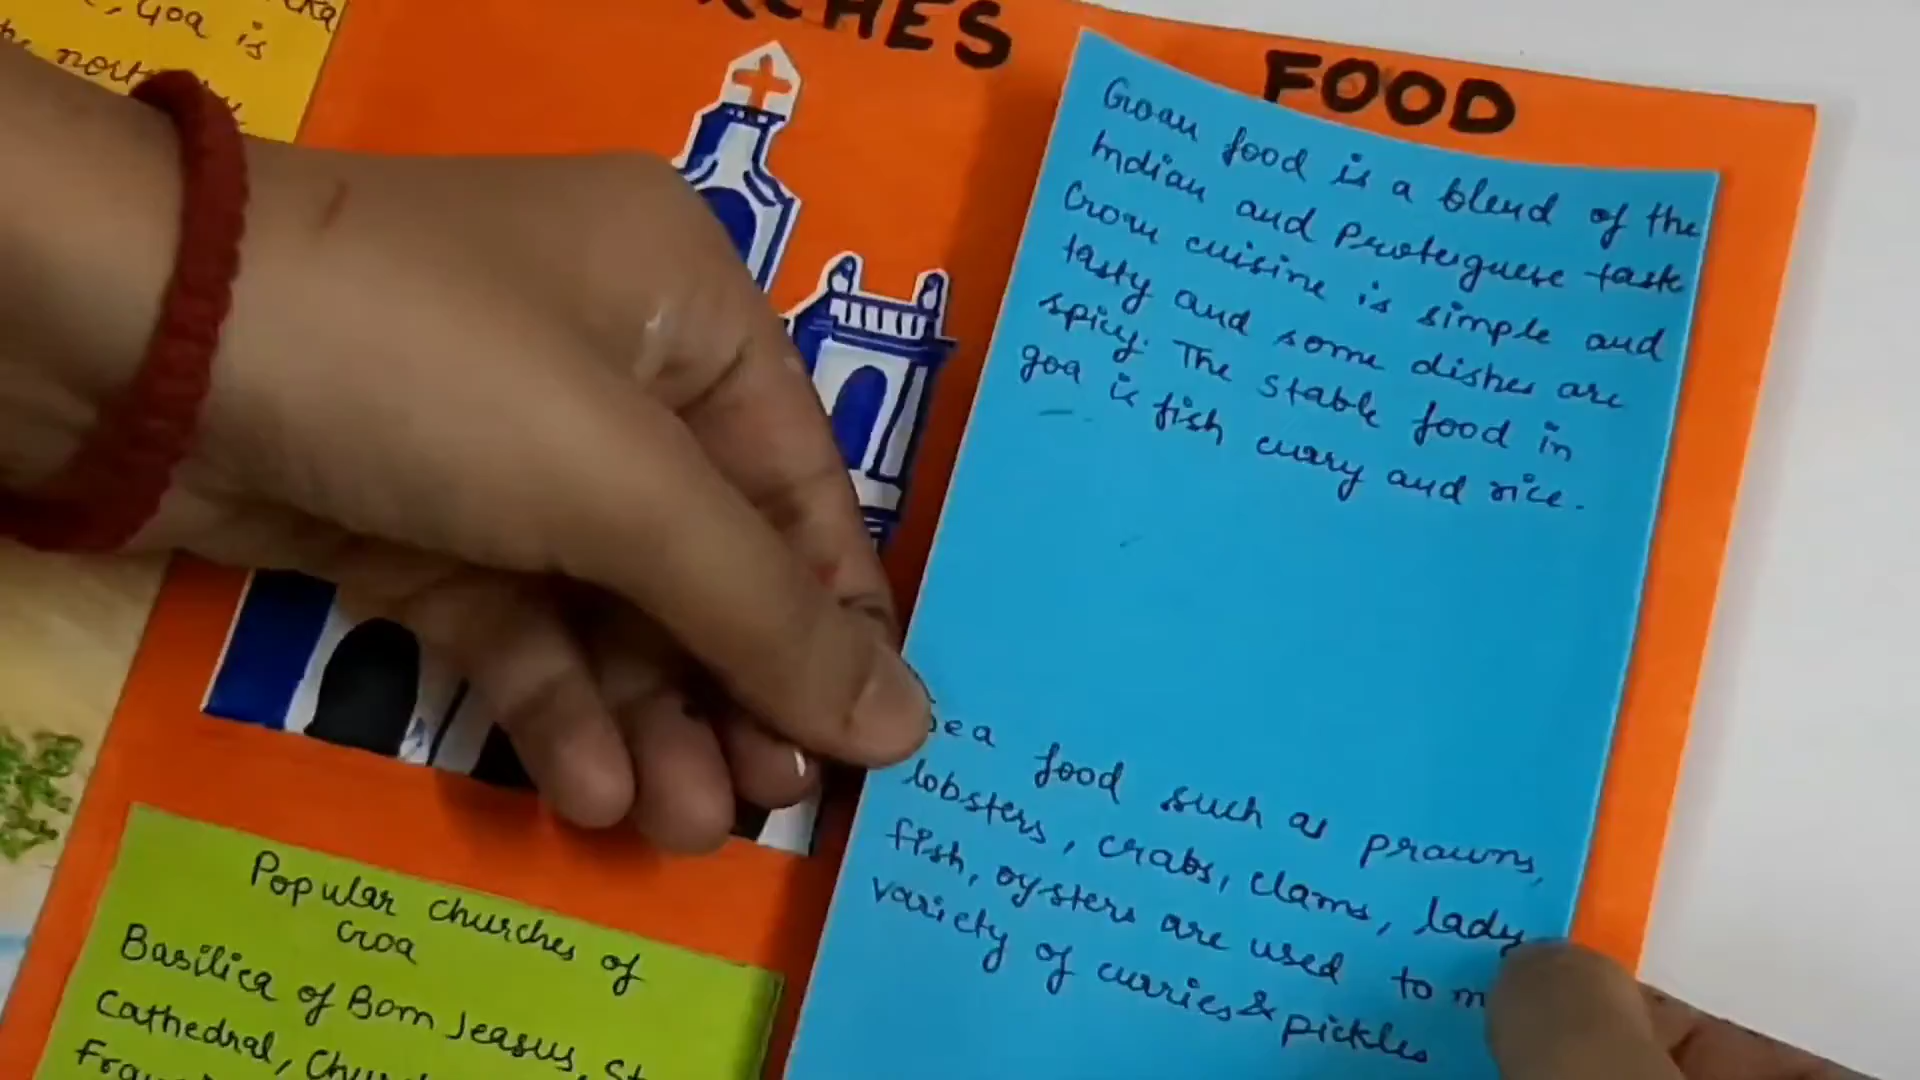 Goa is
FOOD
Goan food is a blend of the
Indian and Proteguese taste
Goan cuisine is simple and
tasty and some dishes are
spicy. The stable food in
goa is fish curry and rice.
Sea food such as prawns,
lobsters, crabs, clams, lady
fish, oysters are used to
variety of curries & pickles
Popular churches of
Goa
Basilica of Bom Jeasus, St
Cathedral,